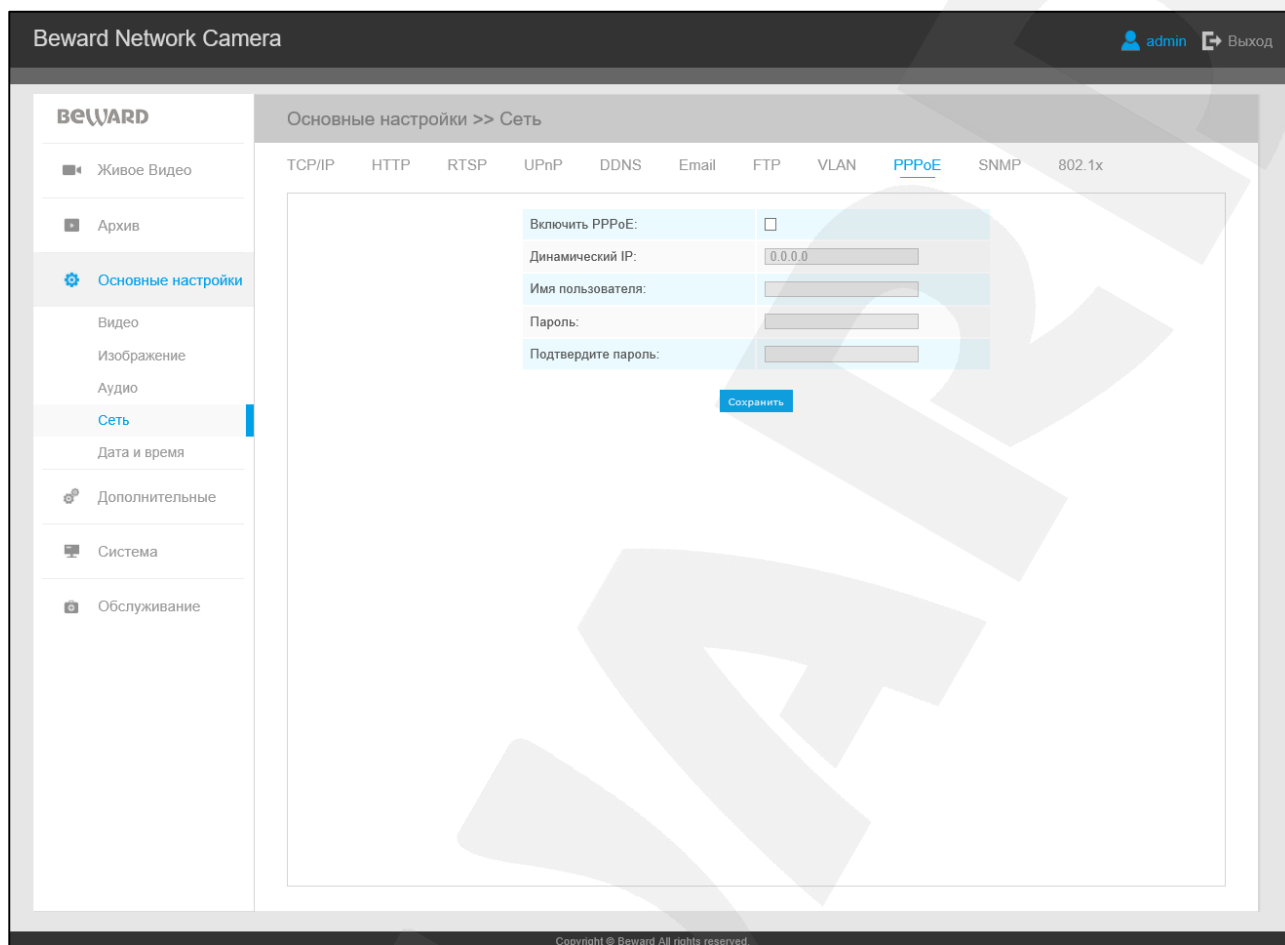 Beward Network Camera
admin Выход
BEWARD
Основные настройки >> Сеть
Живое Видео
Архив
Основные настройки
Видео
Изображение
Аудио
Сеть
Дата и время
Дополнительные
Система
Обслуживание
TCP/IP HTTP RTSP UPnP DDNS Email FTP VLAN PPPoE SNMP 802.1x
Включить PPPoE:
Динамический IP: 0.0.0.0
Имя пользователя:
Пароль:
Подтвердите пароль:
Сохранить
Copyright © Beward All rights reserved.